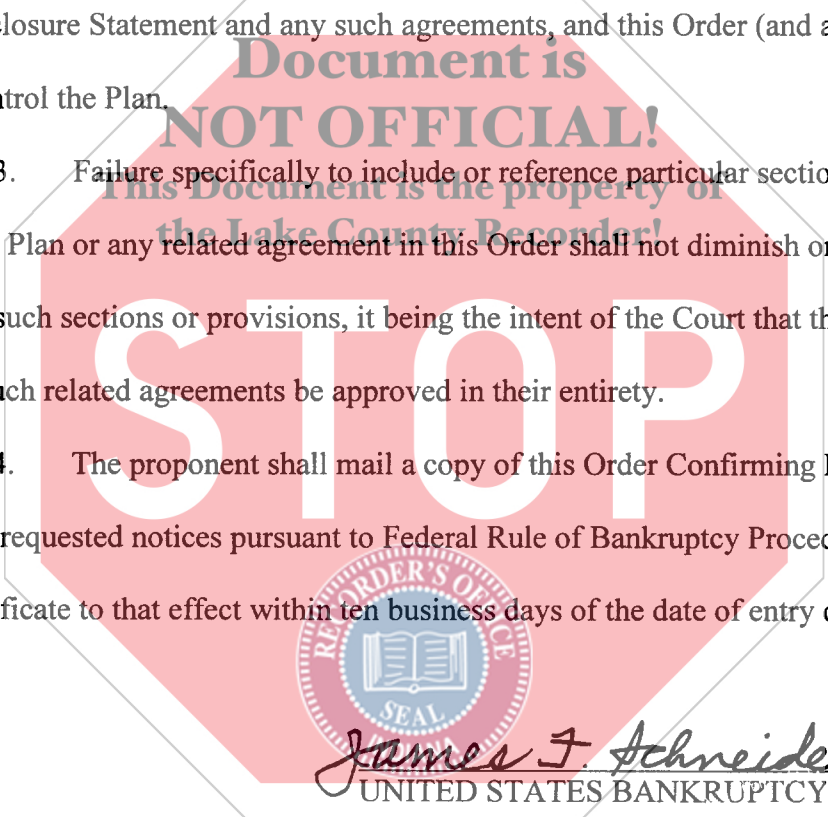 closure Statement and any such agreements, and this Order (and a
Document is
ntrol the Plan.
NOT OFFICIAL!
3. Failure specifically to include or reference particular sectio
This Document is the property of
the Lake County Recorder!
Plan or any related agreement in this Order shall not diminish or
such sections or provisions, it being the intent of the Court that th
STOP
uch related agreements be approved in their entirety.
4. The proponent shall mail a copy of this Order Confirming
requested notices pursuant to Federal Rule of Bankruptcy Proced
ificate to that effect within ten business days of the date of entry
RECORDER'S OFFICE
SEAL
James F. Schneide
UNITED STATES BANKRUPTCY